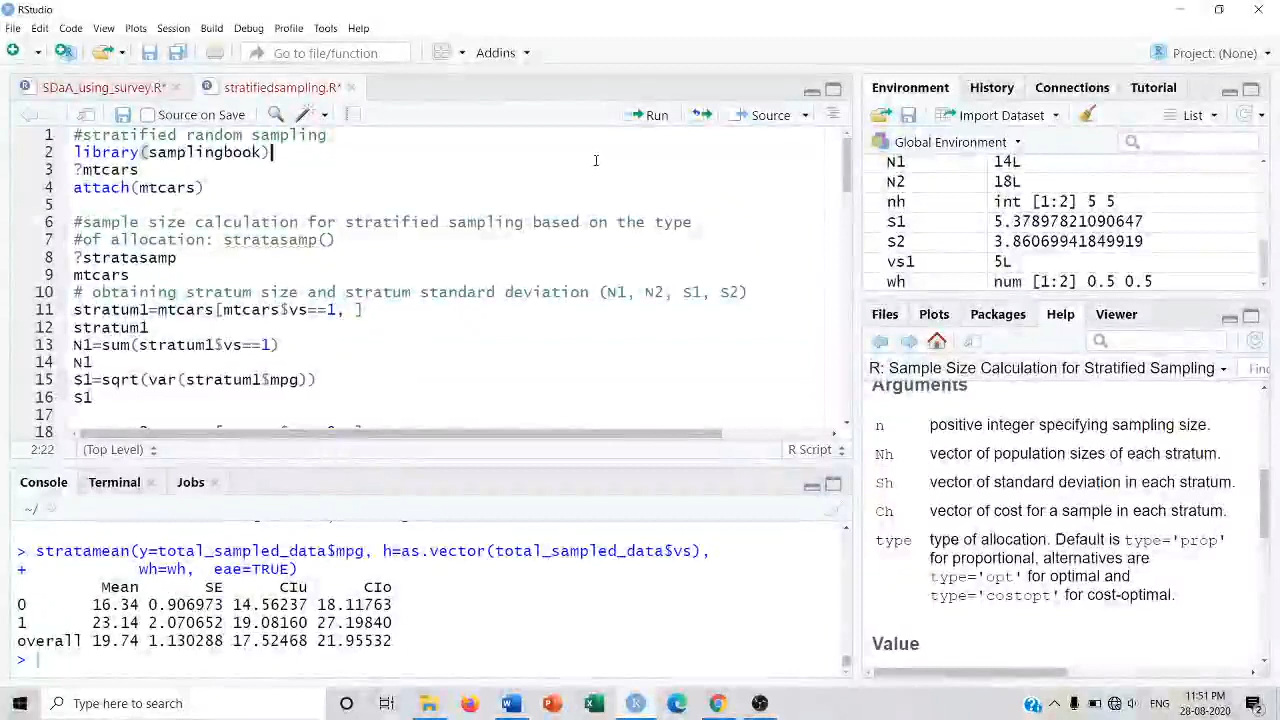 RStudio
File Edit Code View Plots Session Build Debug Profile Tools Help
Go to file/function
Addins
Project: (None)
SDaA_using_survey.R*
stratifiedsampling.R*
Source on Save
Run
Source
1 #stratified random sampling
2 library(samplingbook)
3 ?mtcars
4 attach(mtcars)
5
6 #sample size calculation for stratified sampling based on the type
7 #of allocation: stratasamp()
8 ?stratasamp
9 mtcars
10 # obtaining stratum size and stratum standard deviation (N1, N2, S1, S2)
11 stratum1=mtcars[mtcars$vs==1, ]
12 stratum1
13 N1=sum(stratum1$vs==1)
14 N1
15 S1=sqrt(var(stratum1$mpg))
16 S1
17
18
2:22 (Top Level) R Script
Console Terminal Jobs
~/
> stratamean(y=total_sampled_data$mpg, h=as.vector(total_sampled_data$vs),
+ wh=wh, eae=TRUE)
Mean SE CIu CIo
0 16.34 0.906973 14.56237 18.11763
1 23.14 2.070652 19.08160 27.19840
overall 19.74 1.130288 17.52468 21.95532
>
Environment History Connections Tutorial
Import Dataset List
Global Environment
N1 14L
N2 18L
nh int [1:2] 5 5
S1 5.37897821090647
S2 3.86069941849919
vs1 5L
wh num [1:2] 0.5 0.5
Files Plots Packages Help Viewer
R: Sample Size Calculation for Stratified Sampling Find
Arguments
n positive integer specifying sampling size.
Nh vector of population sizes of each stratum.
Sh vector of standard deviation in each stratum.
Ch vector of cost for a sample in each stratum.
type type of allocation. Default is type='prop'
for proportional, alternatives are
type='opt' for optimal and
type='costopt' for cost-optimal.
Value
Type here to search
ENG
11:51 PM
28-08-2020
2